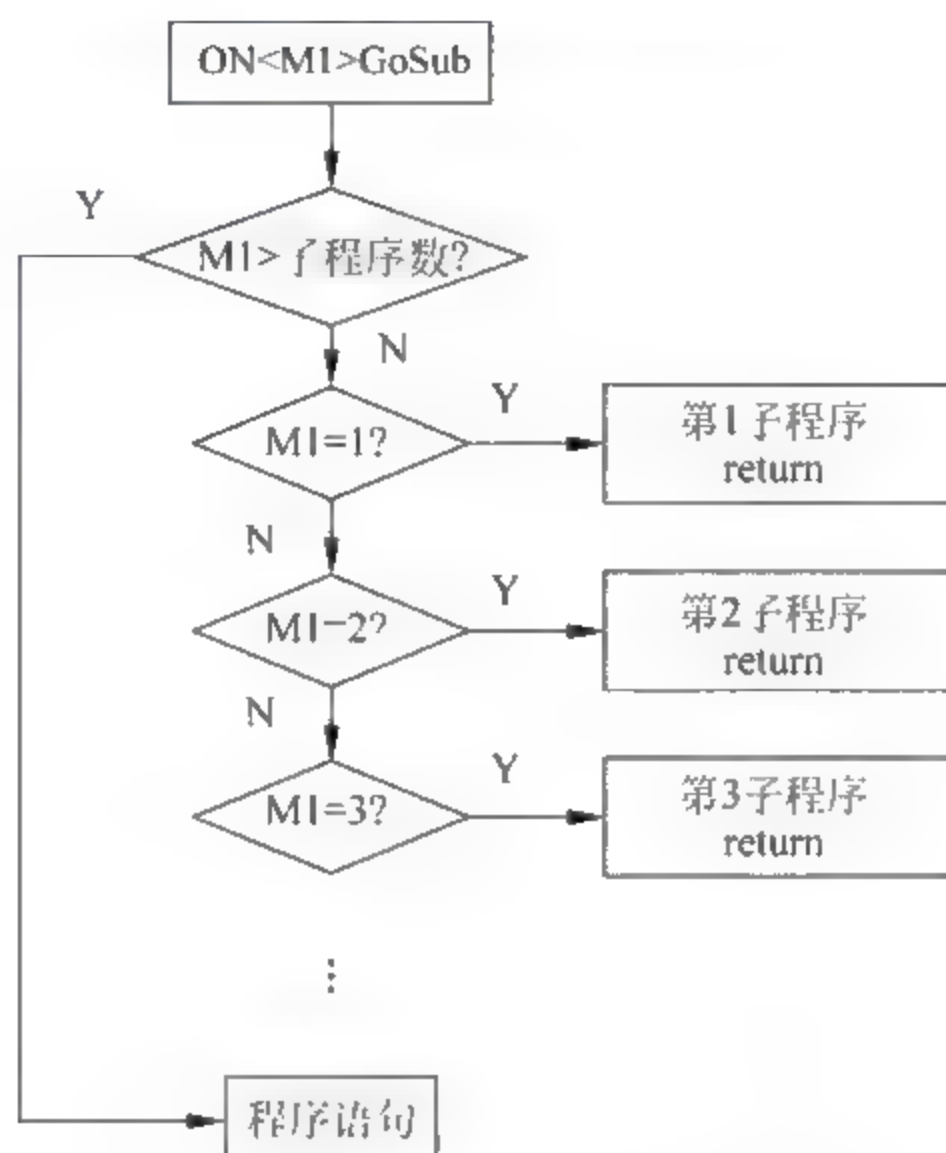 ON<M1>GoSub
Y
M1>子程序数?
N
M1=1?
Y
第1子程序
return
N
M1=2?
Y
第2子程序
return
N
M1=3?
Y
第3子程序
return
⋮
程序语句